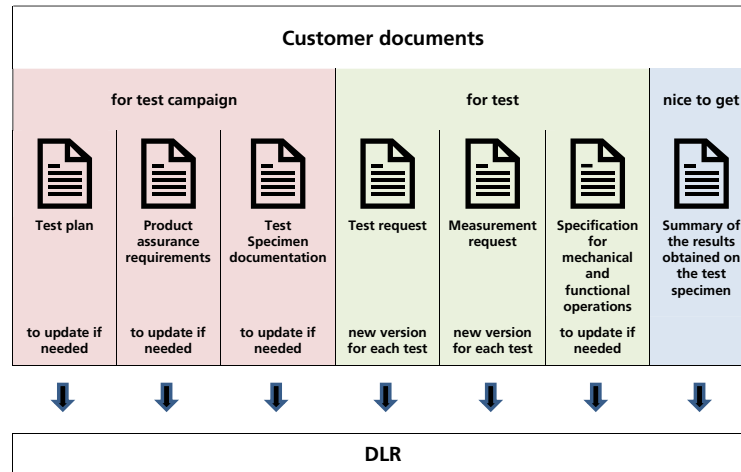 Customer documents
for test campaign
for test
nice to get
Test plan
Product
assurance
requirements
Test
Specimen
documentation
Test request
Measurement
request
Specification
for
mechanical
and
functional
operations
Summary of
the results
obtained on
the test
specimen
to update if
needed
to update if
needed
to update if
needed
new version
for each test
new version
for each test
to update if
needed
DLR